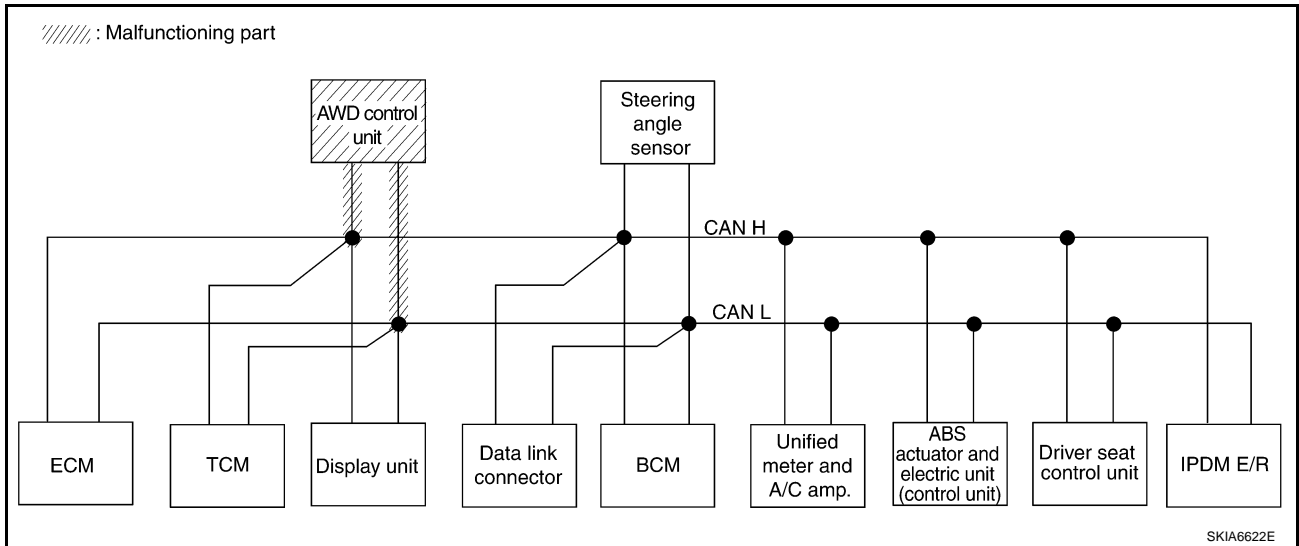 : Malfunctioning part
AWD control
unit
Steering
angle
sensor
CAN H
CAN L
ECM
TCM
Display unit
Data link
connector
BCM
Unified
meter and
A/C amp.
ABS
actuator and
electric unit
(control unit)
Driver seat
control unit
IPDM E/R
SKIA6622E